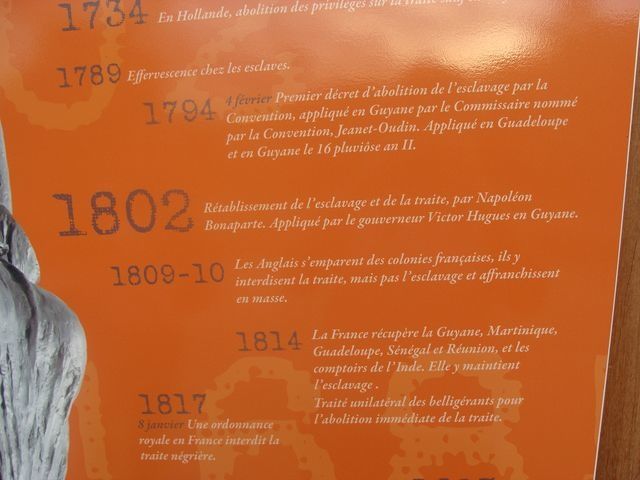 1734 En Hollande, abolition des privilèges sur la traite sauf en
1789 Effervescence chez les esclaves.
1794 4 février Premier décret d'abolition de l'esclavage par la
Convention, appliqué en Guyane par le Commissaire nommé
par la Convention, Jeanet-Oudin. Appliqué en Guadeloupe
et en Guyane le 16 pluviôse an II.
1802 Rétablissement de l'esclavage et de la traite, par Napoléon
Bonaparte. Appliqué par le gouverneur Victor Hugues en Guyane.
1809-10 Les Anglais s'emparent des colonies françaises, ils y
interdisent la traite, mais pas l'esclavage et affranchissent
en masse.
1814 La France récupère la Guyane, Martinique,
Guadeloupe, Sénégal et Réunion, et les
comptoirs de l'Inde. Elle y maintient
l'esclavage .
Traité unilatéral des belligérants pour
l'abolition immédiate de la traite.
1817
8 janvier Une ordonnance
royale en France interdit la
traite négrière.